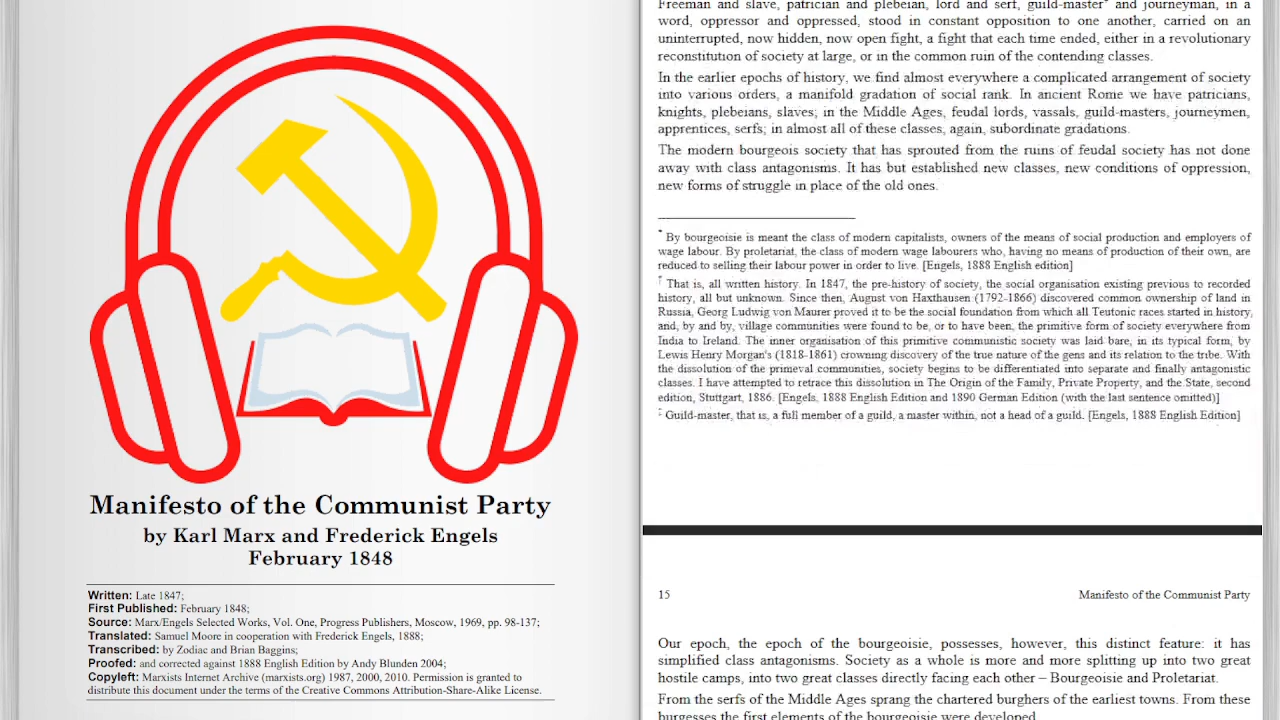 Manifesto of the Communist Party
by Karl Marx and Frederick Engels
February 1848
Written: Late 1847;
First Published: February 1848;
Source: Marx/Engels Selected Works, Vol. One, Progress Publishers, Moscow, 1969, pp. 98-137;
Translated: Samuel Moore in cooperation with Frederick Engels, 1888;
Transcribed: by Zodiac and Brian Baggins;
Proofed: and corrected against 1888 English Edition by Andy Blunden 2004;
Copyleft: Marxists Internet Archive (marxists.org) 1987, 2000, 2010. Permission is granted to
distribute this document under the terms of the Creative Commons Attribution-Share-Alike License.
Freeman and slave, patrician and plebeian, lord and serf, guild-master‡ and journeyman, in a
word, oppressor and oppressed, stood in constant opposition to one another, carried on an
uninterrupted, now hidden, now open fight, a fight that each time ended, either in a revolutionary
reconstitution of society at large, or in the common ruin of the contending classes.
In the earlier epochs of history, we find almost everywhere a complicated arrangement of society
into various orders, a manifold gradation of social rank. In ancient Rome we have patricians,
knights, plebeians, slaves; in the Middle Ages, feudal lords, vassals, guild-masters, journeymen,
apprentices, serfs; in almost all of these classes, again, subordinate gradations.
The modern bourgeois society that has sprouted from the ruins of feudal society has not done
away with class antagonisms. It has but established new classes, new conditions of oppression,
new forms of struggle in place of the old ones.
* By bourgeoisie is meant the class of modern capitalists, owners of the means of social production and employers of
wage labour. By proletariat, the class of modern wage labourers who, having no means of production of their own, are
reduced to selling their labour power in order to live. [Engels, 1888 English edition]
† That is, all written history. In 1847, the pre-history of society, the social organisation existing previous to recorded
history, all but unknown. Since then, August von Haxthausen (1792-1866) discovered common ownership of land in
Russia, Georg Ludwig von Maurer proved it to be the social foundation from which all Teutonic races started in history,
and, by and by, village communities were found to be, or to have been, the primitive form of society everywhere from
India to Ireland. The inner organisation of this primitive communistic society was laid bare, in its typical form, by
Lewis Henry Morgan's (1818-1861) crowning discovery of the true nature of the gens and its relation to the tribe. With
the dissolution of the primeval communities, society begins to be differentiated into separate and finally antagonistic
classes. I have attempted to retrace this dissolution in The Origin of the Family, Private Property, and the State, second
edition, Stuttgart, 1886. [Engels, 1888 English Edition and 1890 German Edition (with the last sentence omitted)]
‡ Guild-master, that is, a full member of a guild, a master within, not a head of a guild. [Engels, 1888 English Edition]
15 Manifesto of the Communist Party
Our epoch, the epoch of the bourgeoisie, possesses, however, this distinct feature: it has
simplified class antagonisms. Society as a whole is more and more splitting up into two great
hostile camps, into two great classes directly facing each other – Bourgeoisie and Proletariat.
From the serfs of the Middle Ages sprang the chartered burghers of the earliest towns. From these
burgesses the first elements of the bourgeoisie were developed.